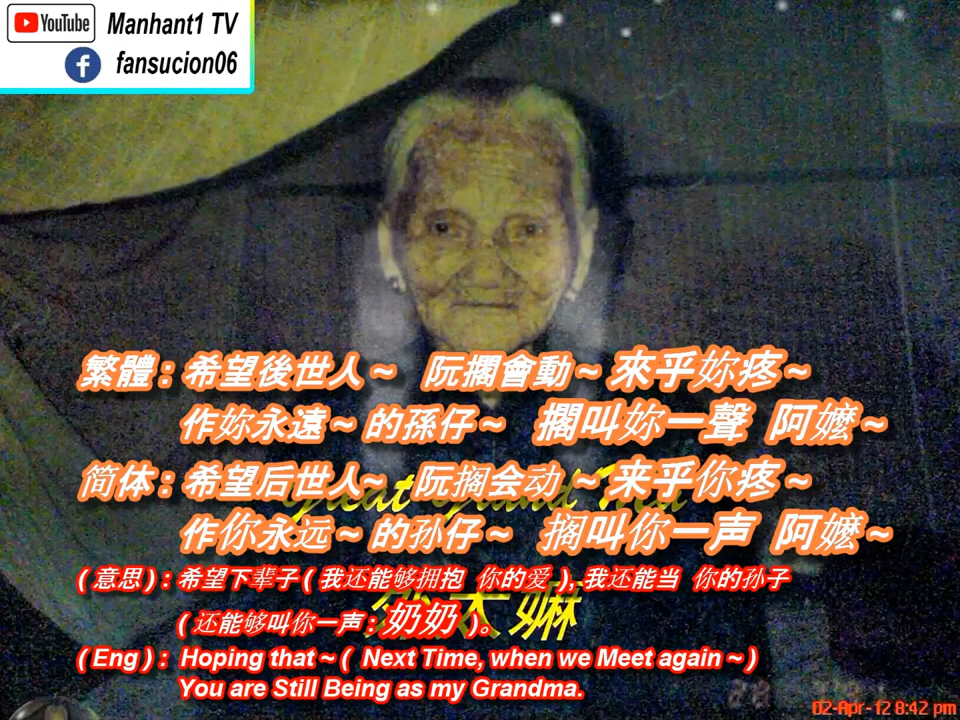 YouTube Manhant1 TV
fansucion06
繁體 : 希望後世人 ~ 阮擱會動 ~ 來乎妳疼 ~
作妳永遠 ~ 的孫仔 ~ 擱叫妳一聲 阿嬤 ~
简体 : 希望后世人 ~ 阮搁会动 ~ 来乎你疼 ~
Great Grand
作你永远 ~ 的孙仔 ~ 搁叫你一声 阿嬷 ~
( 意思 ) : 希望下辈子 ( 我还能够拥抱 你的爱 ), 我还能当 你的孙子
太嫲
( 还能够叫你一声 : 奶奶 )。
( Eng ) : Hoping that ~ ( Next Time, when we Meet again ~ )
You are Still Being as my Grandma.
02-Apr-12 8:42 pm